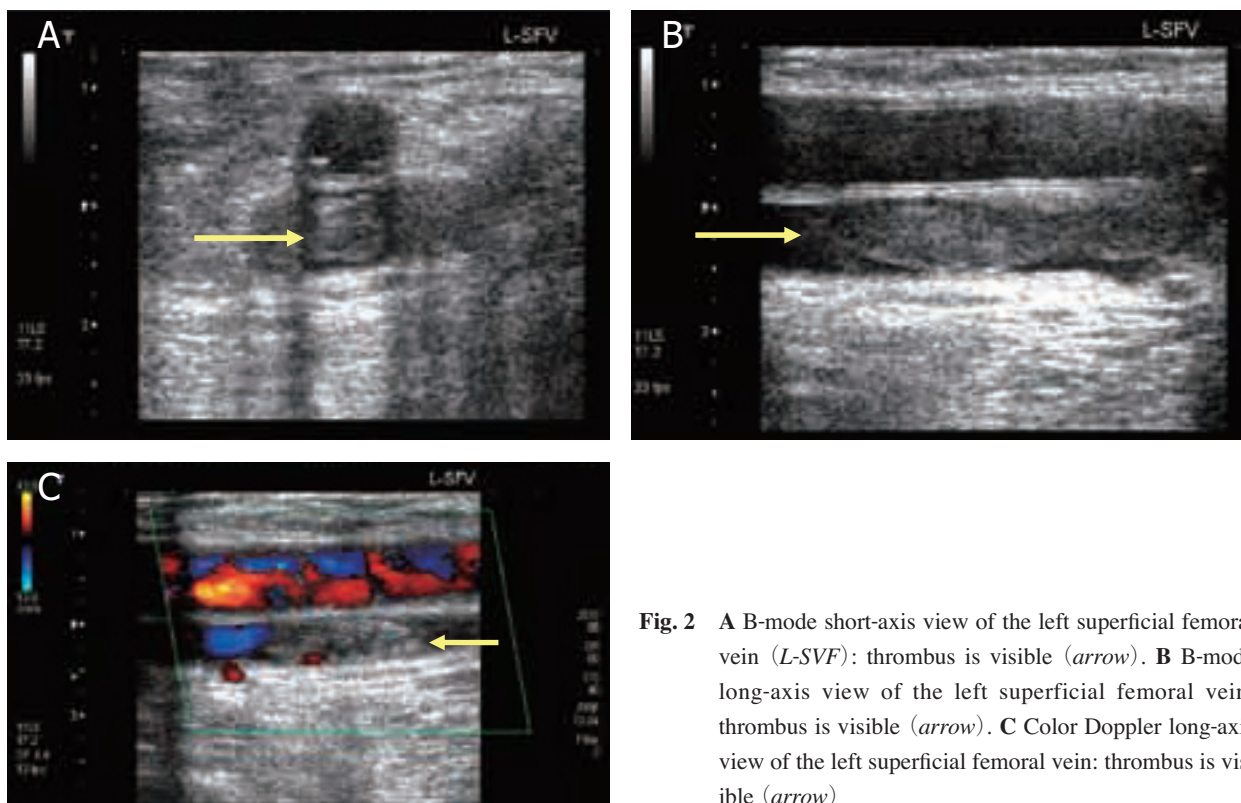 A
L-SFV
B
L-SFV
C
L-SFV
Fig. 2 A B-mode short-axis view of the left superficial femora
vein (L-SVF): thrombus is visible (arrow). B B-mod
long-axis view of the left superficial femoral vein
thrombus is visible (arrow). C Color Doppler long-axi
view of the left superficial femoral vein: thrombus is vis
ible (arrow)